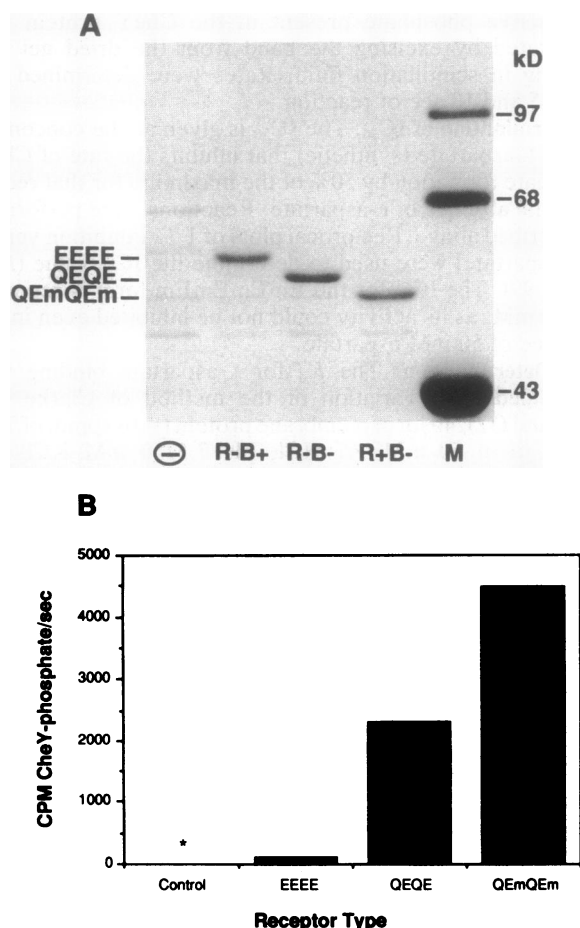 A
kD
97
68
EEEE
QEQE
QEmQEm
43
⊖ R-B+ R-B- R+B- M
B
5000
4000
3000
2000
1000
0
CPM CheY-phosphate/sec
*
Control EEEE QEQE QEmQEm
Receptor Type